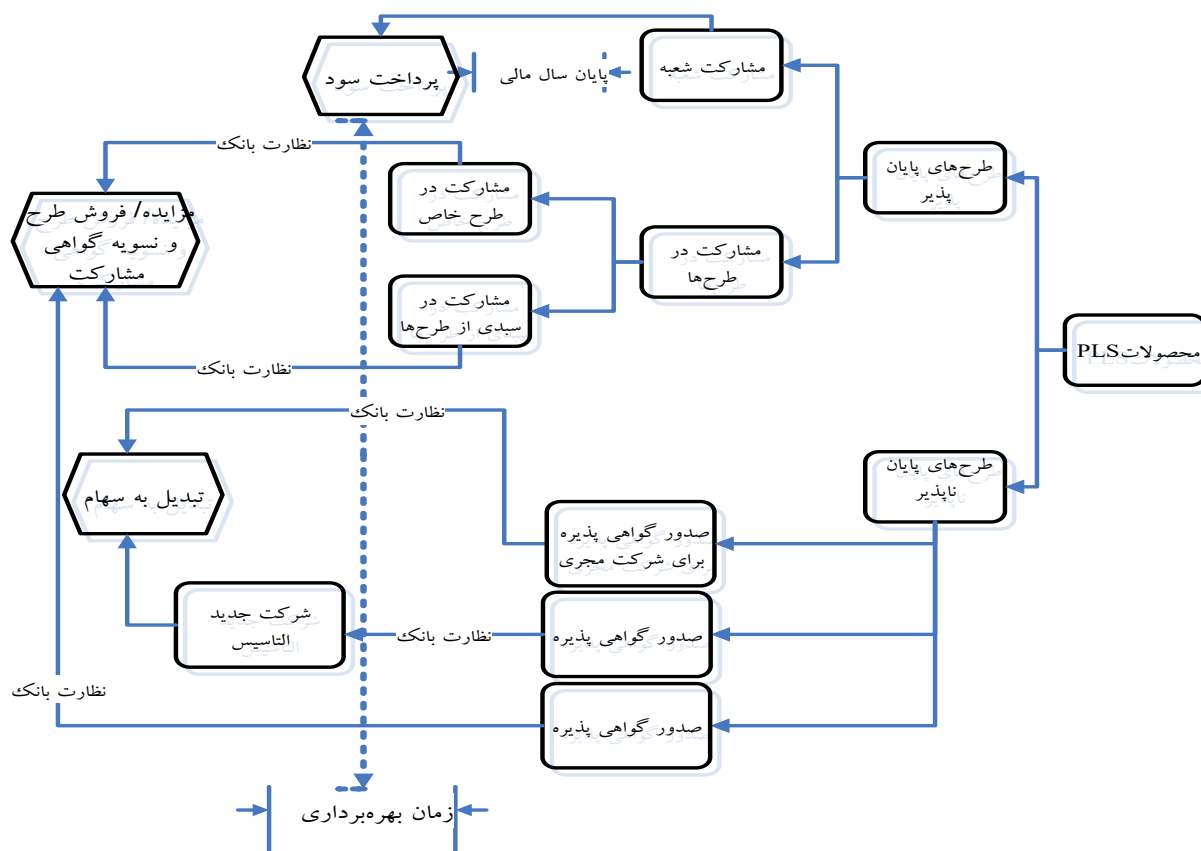 محصولات PLS
طرح‌های پایان
پذیر
طرح‌های پایان
ناپذیر
مشارکت شعبه
پایان سال مالی
پرداخت سود
مشارکت در
طرح‌ها
مشارکت در
طرح خاص
مشارکت در
سبدی از طرح‌ها
نظارت بانک
نظارت بانک
مزایده/ فروش طرح
و نسویه گواهی
مشارکت
صدور گواهی پذیره
برای شرکت مجری
نظارت بانک
تبدیل به سهام
صدور گواهی پذیره
نظارت بانک
شرکت جدید
التاسیس
صدور گواهی پذیره
نظارت بانک
زمان بهره‌برداری